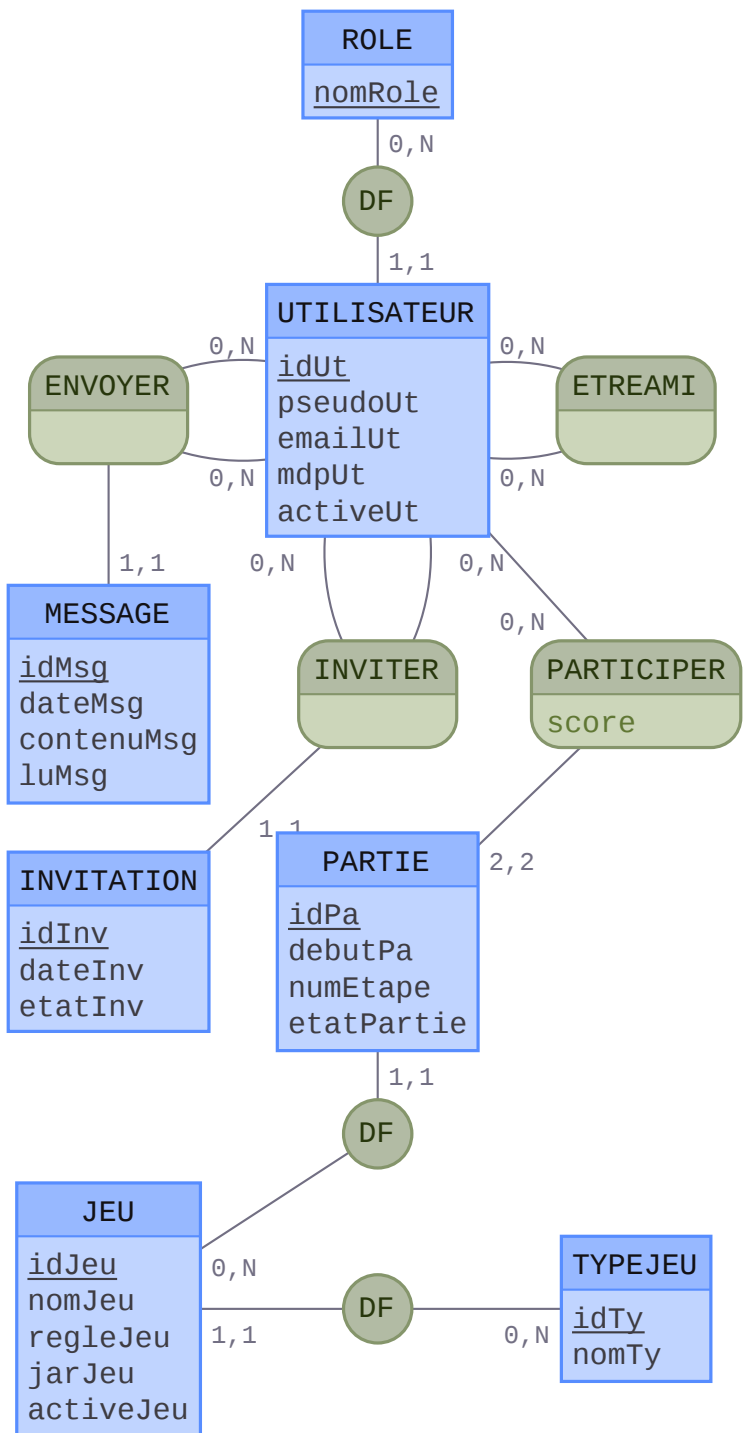 ROLE
nomRole
0,N
DF
1,1
UTILISATEUR
idUt
pseudoUt
emailUt
mdpUt
activeUt
0,N
ENVOYER
0,N
0,N
ETREAMI
0,N
1,1
0,N
0,N
0,N
MESSAGE
idMsg
dateMsg
contenuMsg
luMsg
INVITER
PARTICIPER
score
1,1
2,2
INVITATION
idInv
dateInv
etatInv
PARTIE
idPa
debutPa
numEtape
etatPartie
1,1
DF
JEU
idJeu
nomJeu
regleJeu
jarJeu
activeJeu
0,N
1,1
DF
0,N
TYPEJEU
idTy
nomTy